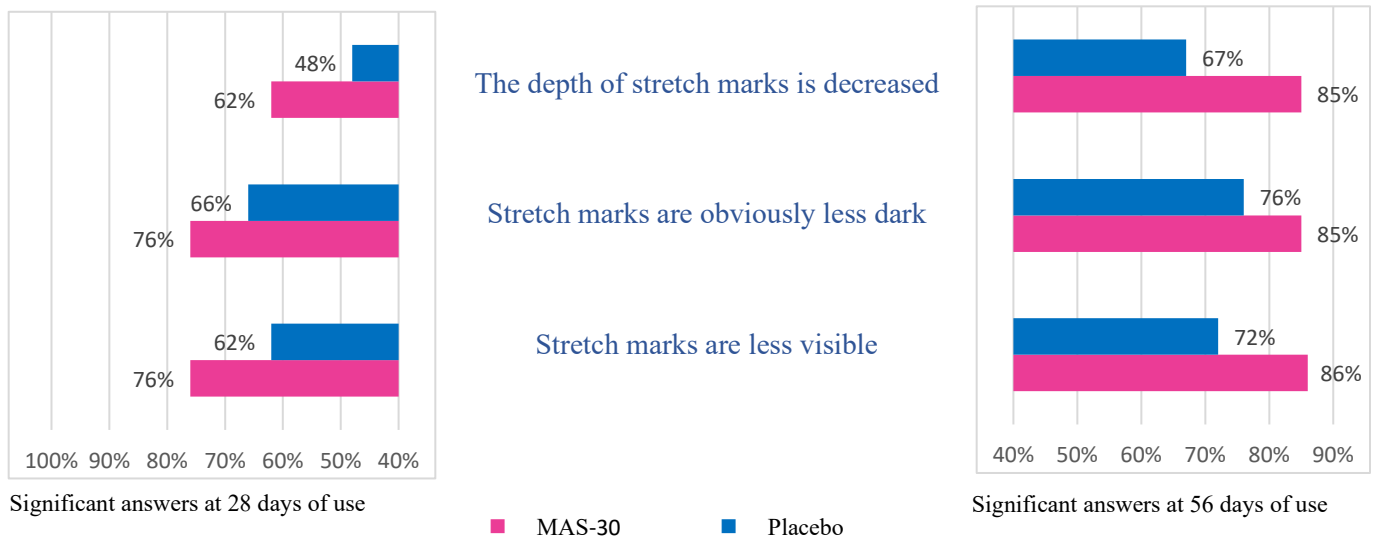 48%
62%
The depth of stretch marks is decreased
67%
85%
66%
76%
Stretch marks are obviously less dark
76%
85%
62%
76%
Stretch marks are less visible
72%
86%
100% 90% 80% 70% 60% 50% 40%
40% 50% 60% 70% 80% 90%
Significant answers at 28 days of use
Significant answers at 56 days of use
MAS-30 Placebo